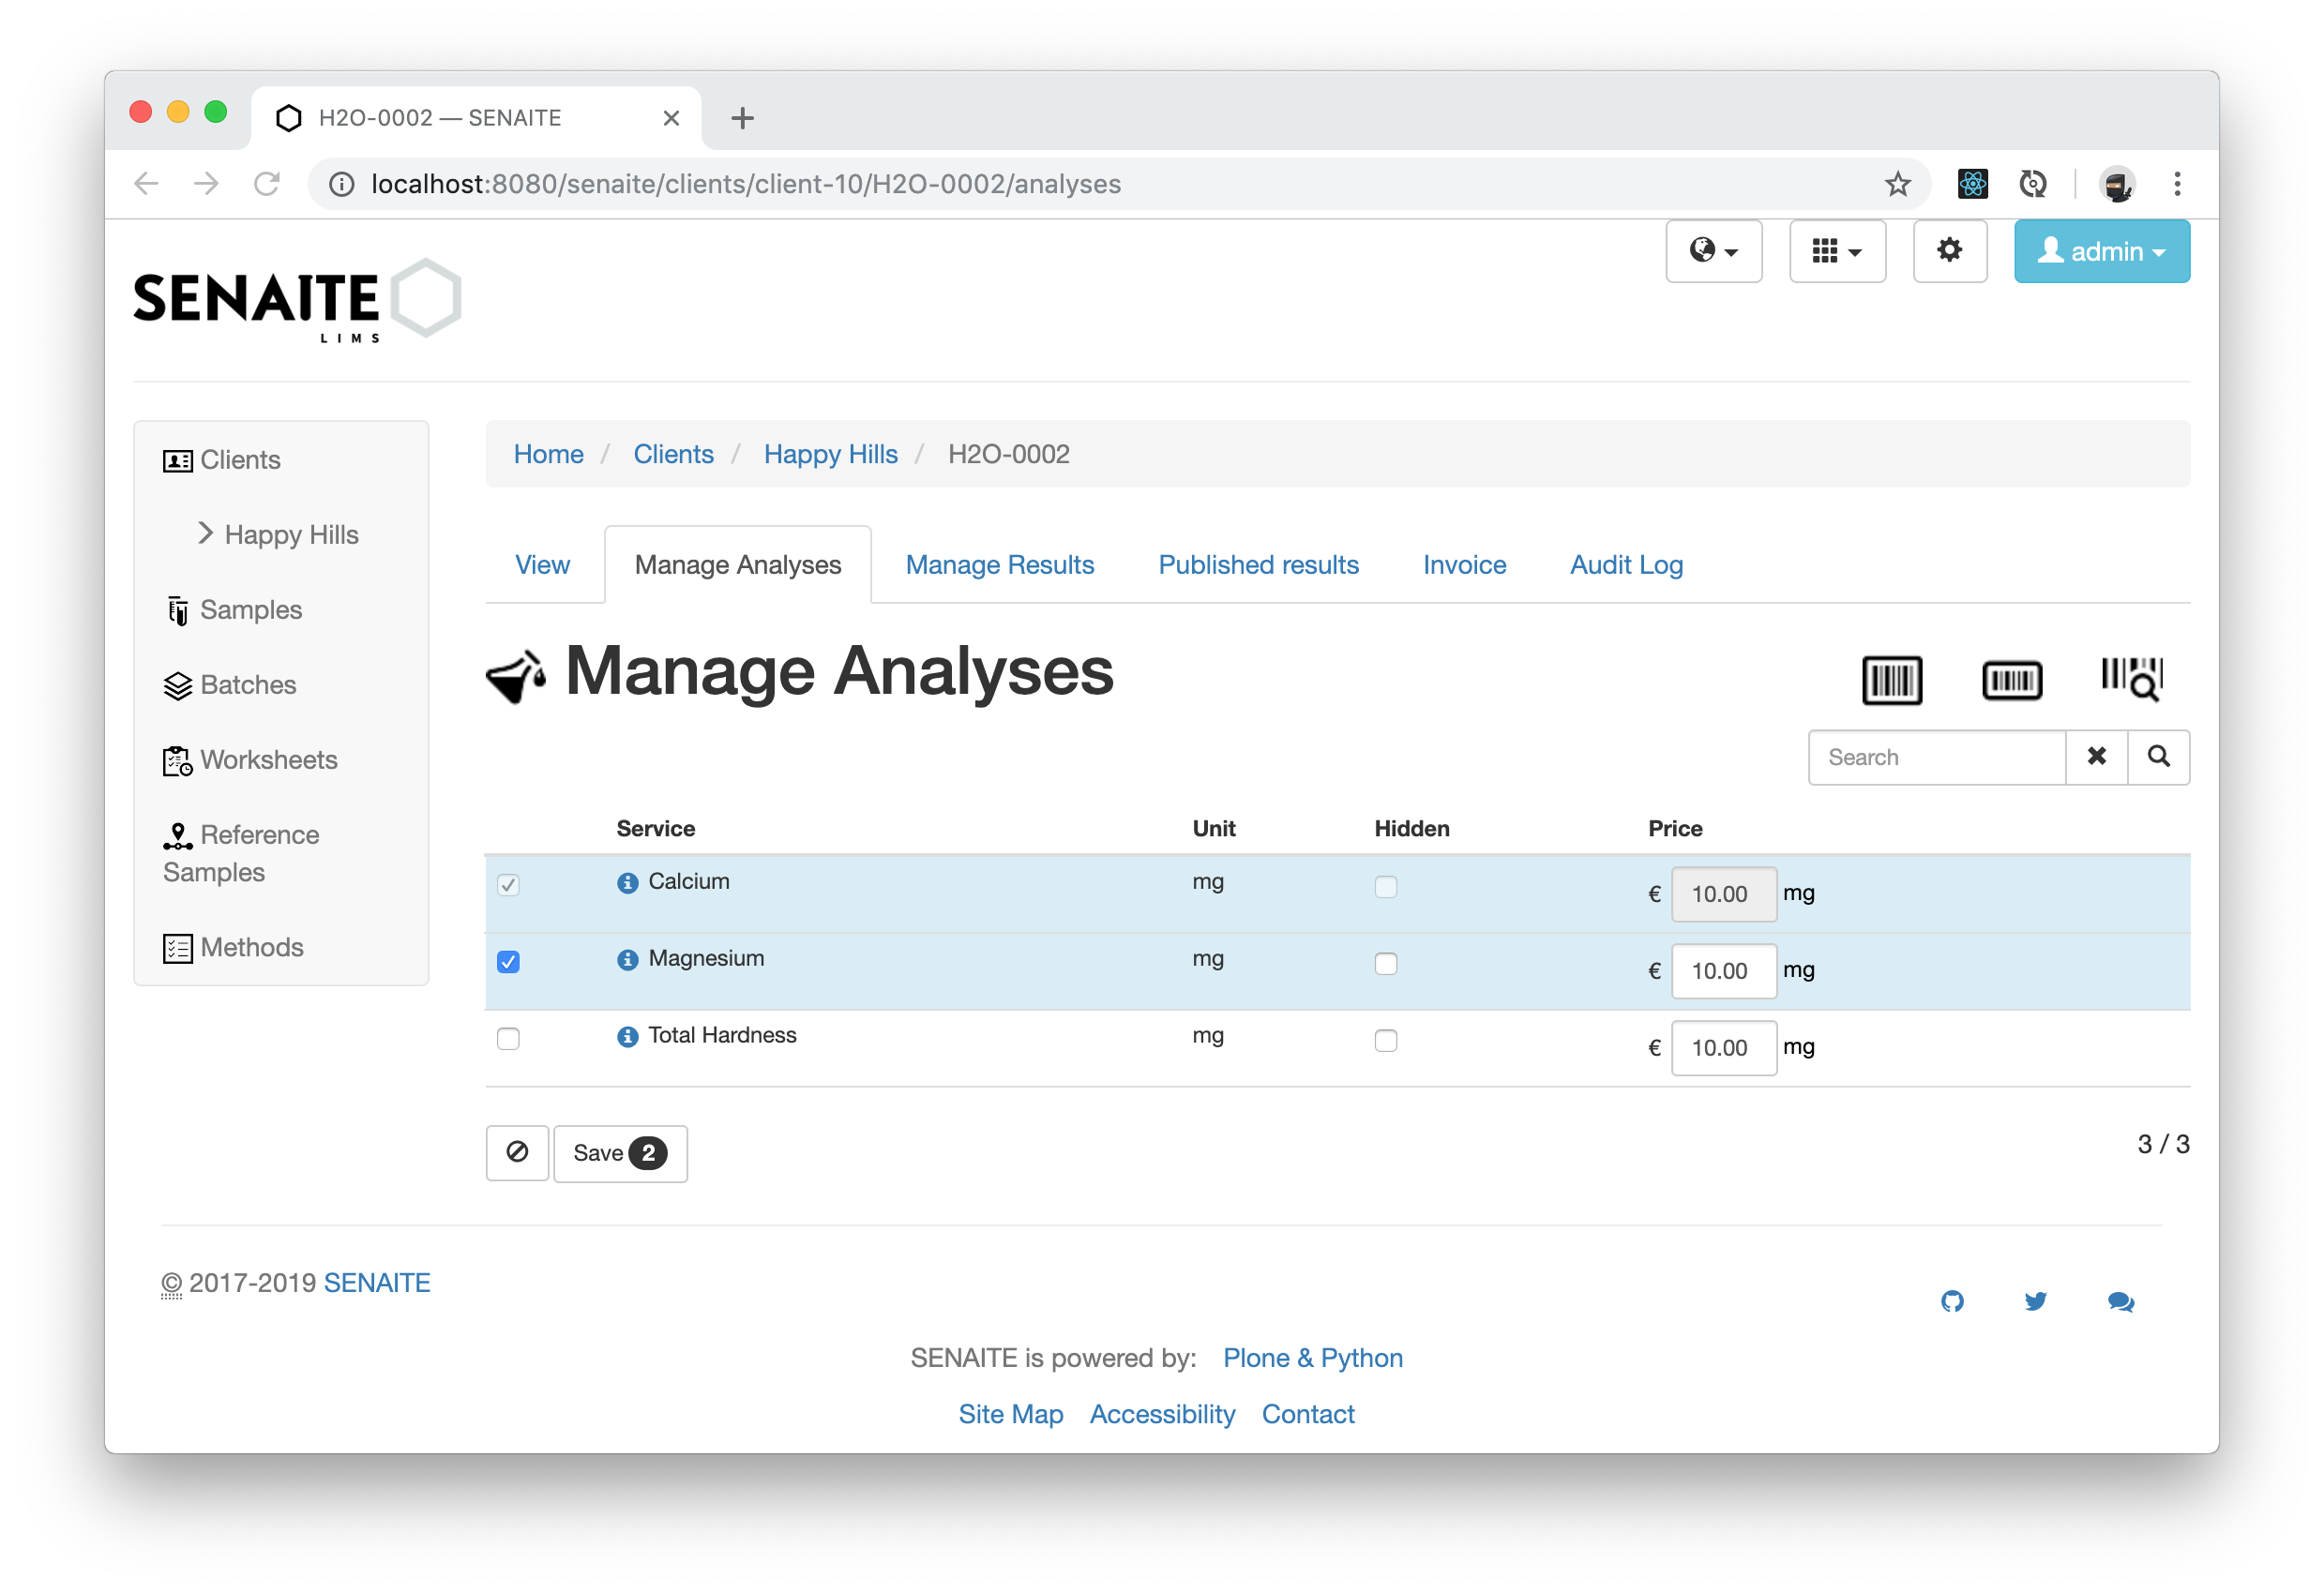 H2O-0002 — SENAITE
localhost:8080/senaite/clients/client-10/H2O-0002/analyses
admin
SENAITE
LIMS
Clients
Happy Hills
Samples
Batches
Worksheets
Reference
Samples
Methods
Home / Clients / Happy Hills / H2O-0002
View Manage Analyses Manage Results Published results Invoice Audit Log
Manage Analyses
Search
Service Unit Hidden Price
Calcium mg € 10.00 mg
Magnesium mg € 10.00 mg
Total Hardness mg € 10.00 mg
Save 2
3 / 3
© 2017-2019 SENAITE
SENAITE is powered by: Plone & Python
Site Map Accessibility Contact